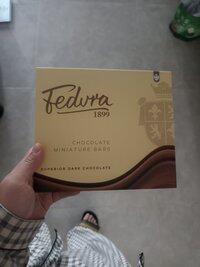 Fedora
1899
CHOCOLATE
MINIATURE BARS
SUPERIOR DARK CHOCOLATE